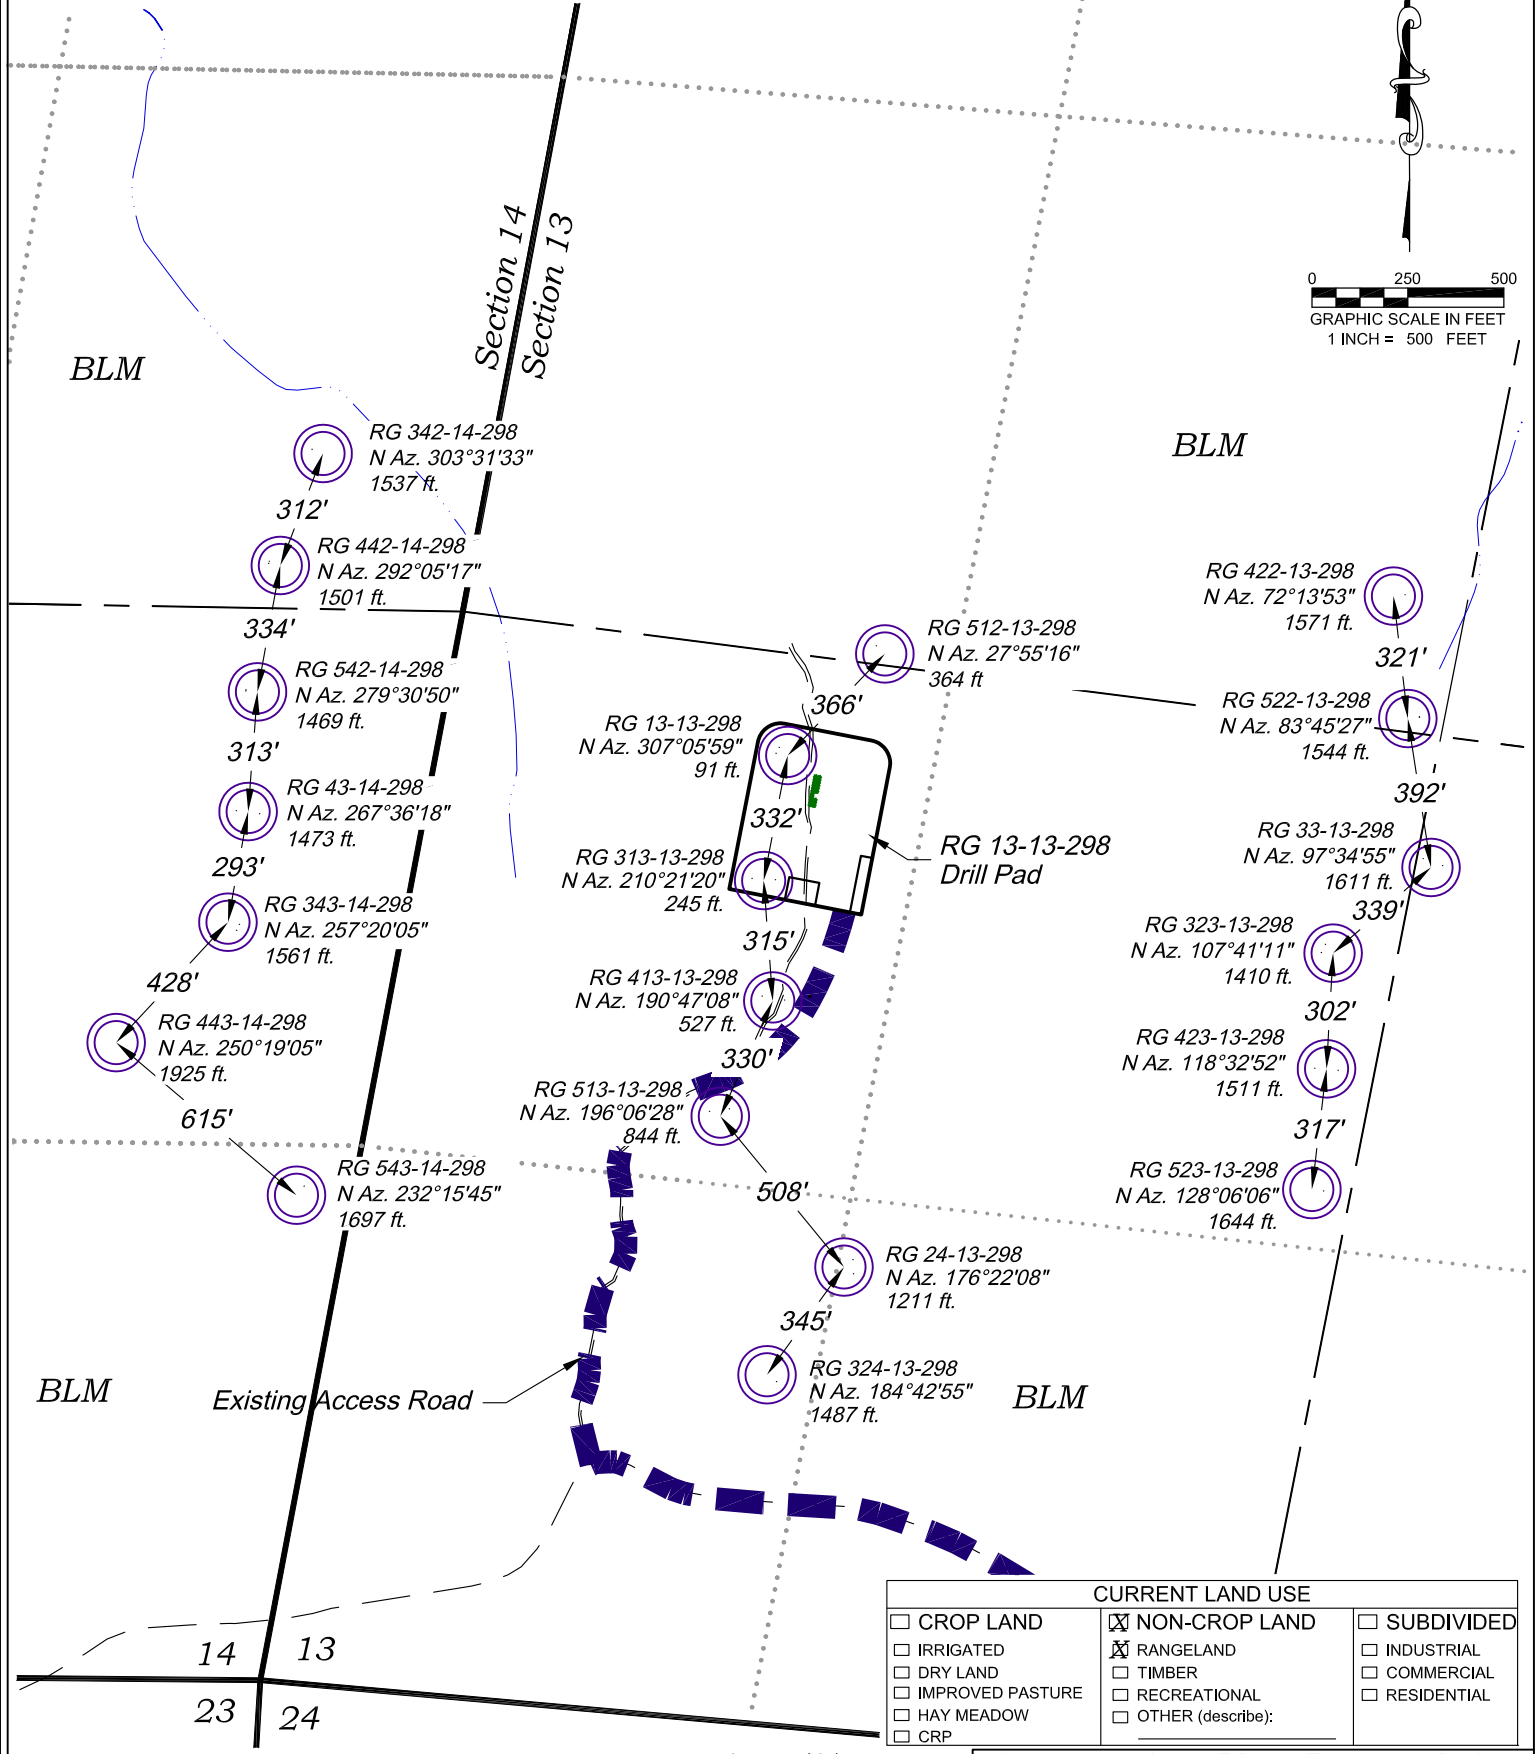 Section 14
Section 13
0 250 500
GRAPHIC SCALE IN FEET
1 INCH = 500 FEET
BLM
BLM
RG 342-14-298
N Az. 303°31'33"
1537 ft.
312'
RG 442-14-298
N Az. 292°05'17"
1501 ft.
334'
RG 542-14-298
N Az. 279°30'50"
1469 ft.
313'
RG 43-14-298
N Az. 267°36'18"
1473 ft.
293'
RG 343-14-298
N Az. 257°20'05"
1561 ft.
428'
RG 443-14-298
N Az. 250°19'05"
1925 ft.
615'
RG 543-14-298
N Az. 232°15'45"
1697 ft.
RG 512-13-298
N Az. 27°55'16"
364 ft
366'
RG 13-13-298
N Az. 307°05'59"
91 ft.
332'
RG 13-13-298
Drill Pad
RG 313-13-298
N Az. 210°21'20"
245 ft.
315'
RG 413-13-298
N Az. 190°47'08"
527 ft.
330'
RG 513-13-298
N Az. 196°06'28"
844 ft.
508'
RG 24-13-298
N Az. 176°22'08"
1211 ft.
345'
RG 324-13-298
N Az. 184°42'55"
1487 ft.
RG 422-13-298
N Az. 72°13'53"
1571 ft.
321'
RG 522-13-298
N Az. 83°45'27"
1544 ft.
392'
RG 33-13-298
N Az. 97°34'55"
1611 ft.
339'
RG 323-13-298
N Az. 107°41'11"
1410 ft.
302'
RG 423-13-298
N Az. 118°32'52"
1511 ft.
317'
RG 523-13-298
N Az. 128°06'06"
1644 ft.
BLM
Existing Access Road
BLM
14 13
23 24
CURRENT LAND USE
CROP LAND
IRRIGATED
DRY LAND
IMPROVED PASTURE
HAY MEADOW
CRP
X NON-CROP LAND
X RANGELAND
TIMBER
RECREATIONAL
OTHER (describe):
SUBDIVIDED
INDUSTRIAL
COMMERCIAL
RESIDENTIAL